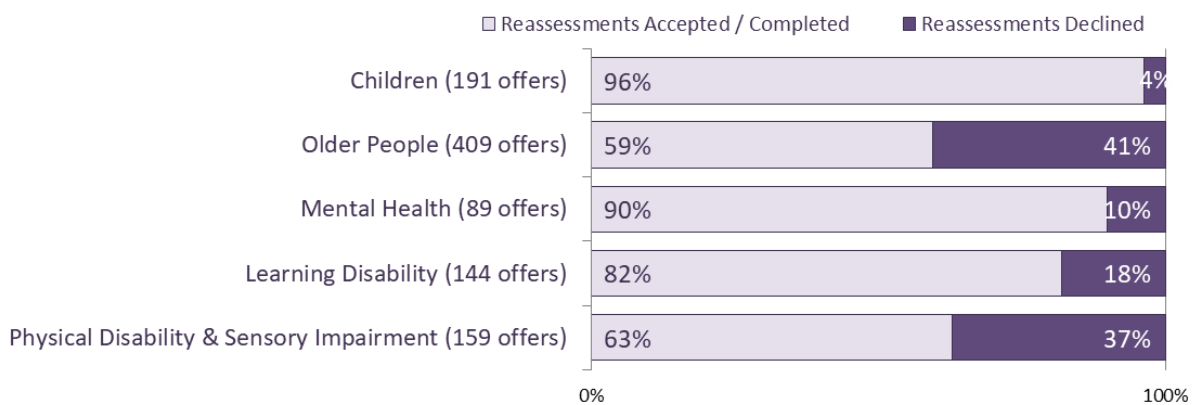 Reassessments Accepted / Completed Reassessments Declined
Children (191 offers) 96% 4%
Older People (409 offers) 59% 41%
Mental Health (89 offers) 90% 10%
Learning Disability (144 offers) 82% 18%
Physical Disability & Sensory Impairment (159 offers) 63% 37%
0% 100%